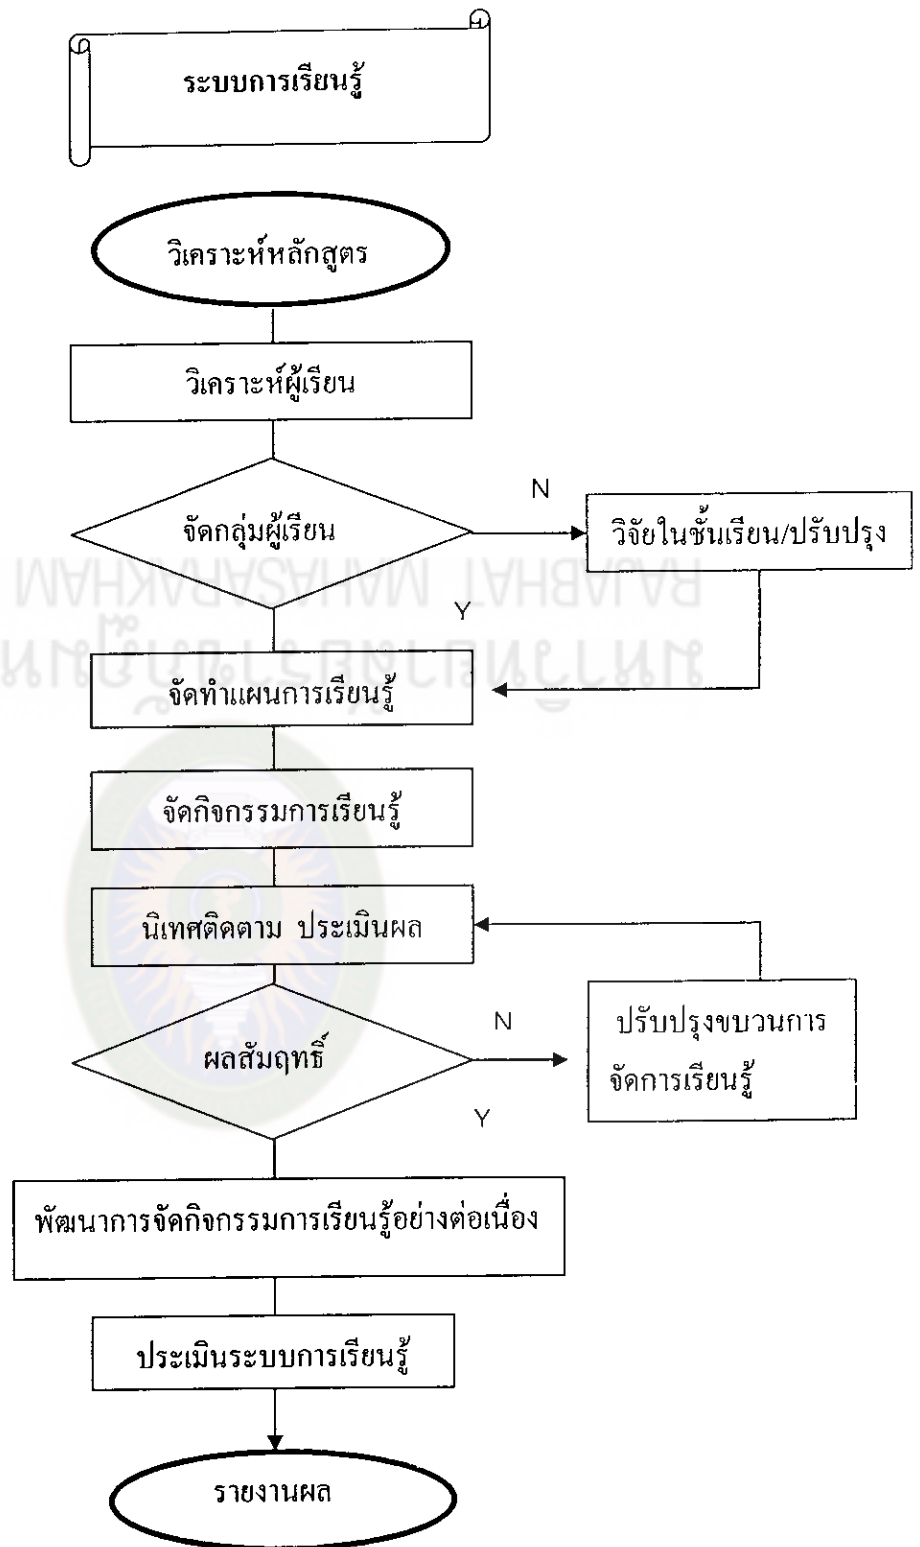 ระบบการเรียนรู้
วิเคราะห์หลักสูตร
วิเคราะห์ผู้เรียน
จัดกลุ่มผู้เรียน
N
วิจัยในชั้นเรียน/ปรับปรุง
RAJABHAT MAHASARAKHAM
Y
จัดทำแผนการเรียนรู้
จัดกิจกรรมการเรียนรู้
นิเทศติดตาม ประเมินผล
ผลสัมฤทธิ์
N
ปรับปรุงขบวนการ
จัดการเรียนรู้
Y
พัฒนาการจัดกิจกรรมการเรียนรู้อย่างต่อเนื่อง
ประเมินระบบการเรียนรู้
รายงานผล